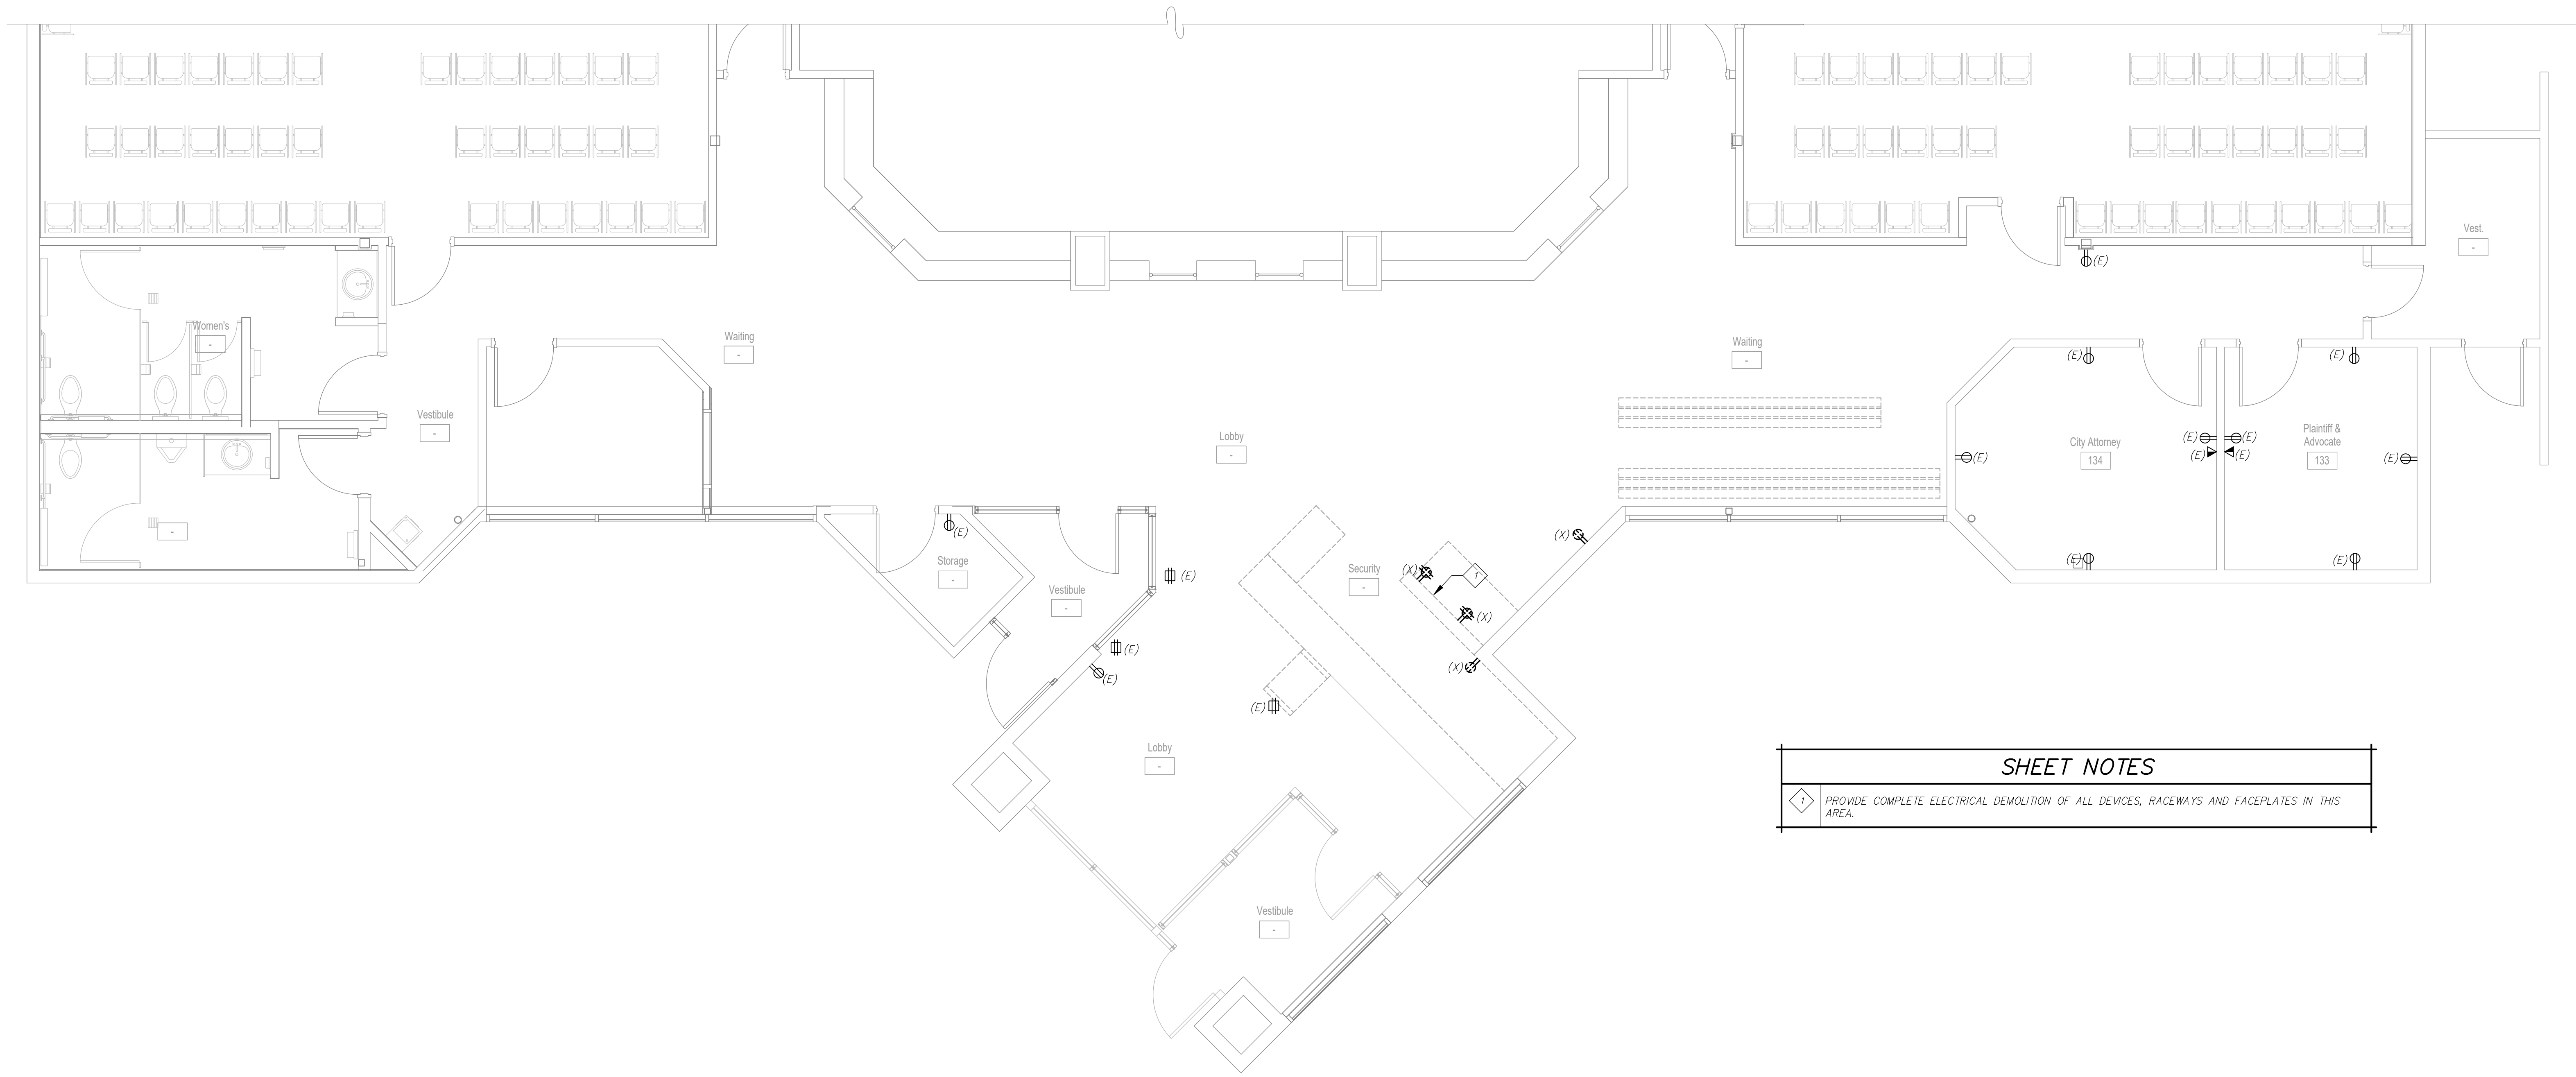 Vest.
-
(E)
Women's
-
Waiting
-
Waiting
-
(E)
(E)
Vestibule
-
Lobby
-
City Attorney
134
Plaintiff &
Advocate
133
(E)
(E)
(E)
(E)
(E)
(E)
-
(E)
Storage
-
(X)
Security
-
(X)
1
(E)
(E)
(E)
Vestibule
-
(X)
(E)
(E)
(X)
(E)
Lobby
-
SHEET NOTES
1
PROVIDE COMPLETE ELECTRICAL DEMOLITION OF ALL DEVICES, RACEWAYS AND FACEPLATES IN THIS
AREA.
Vestibule
-